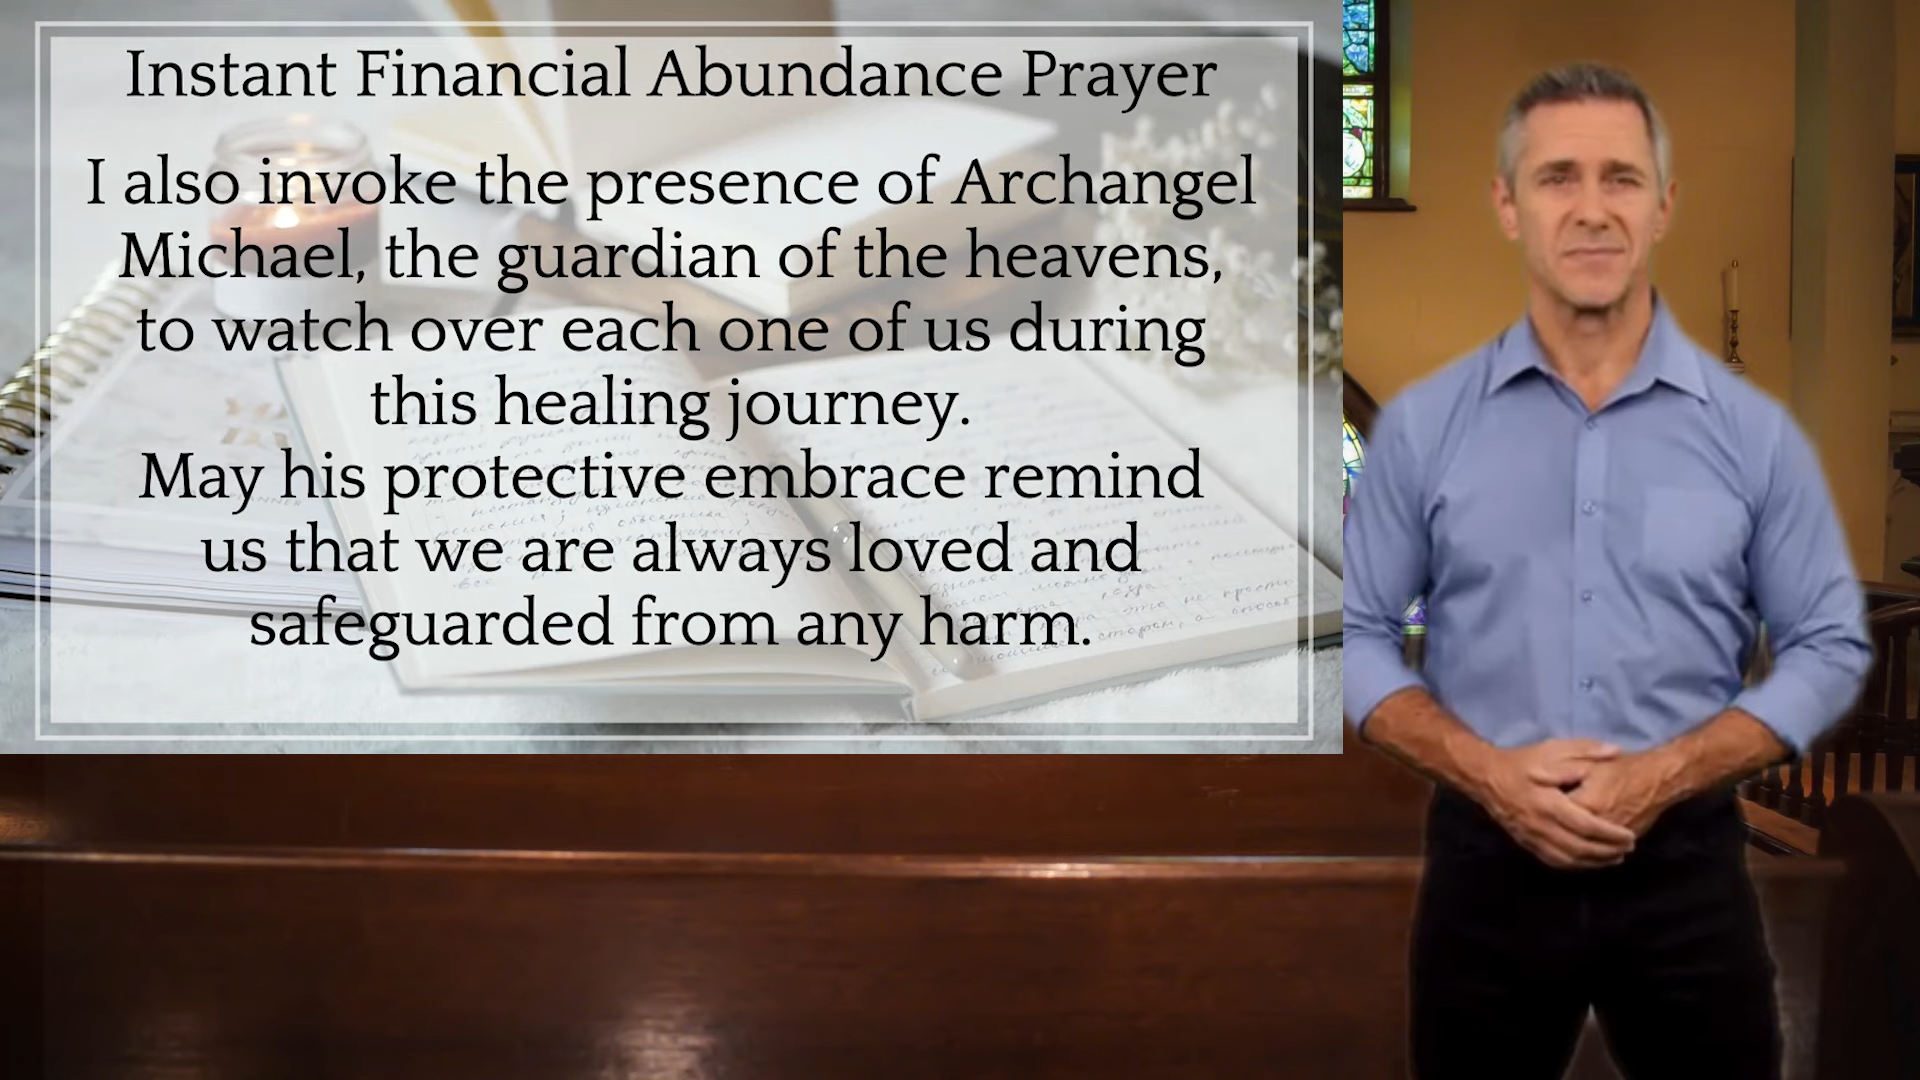 Instant Financial Abundance Prayer
I also invoke the presence of Archangel
Michael, the guardian of the heavens,
to watch over each one of us during
this healing journey.
May his protective embrace remind
us that we are always loved and
safeguarded from any harm.